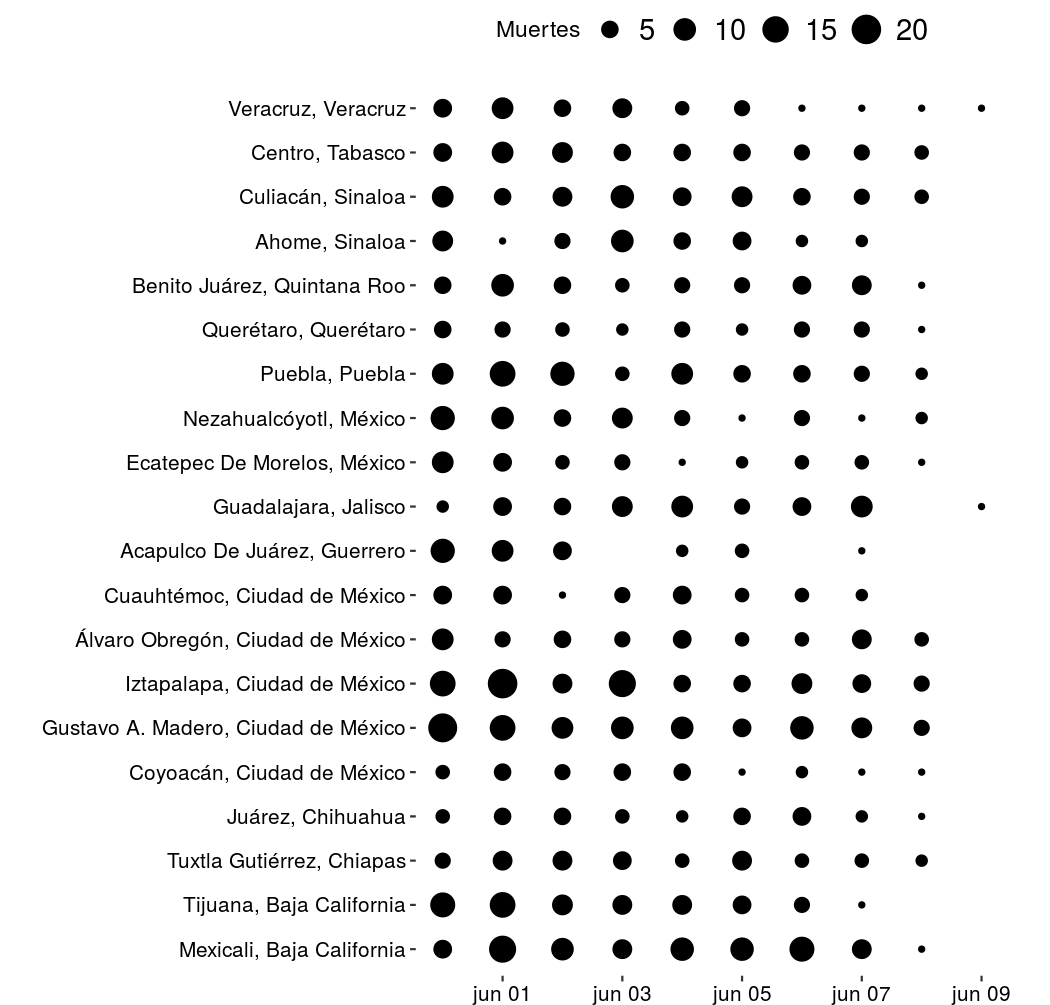 Muertes 5 10 15 20
Veracruz, Veracruz
Centro, Tabasco
Culiacán, Sinaloa
Ahome, Sinaloa
Benito Juárez, Quintana Roo
Querétaro, Querétaro
Puebla, Puebla
Nezahualcóyotl, México
Ecatepec De Morelos, México
Guadalajara, Jalisco
Acapulco De Juárez, Guerrero
Cuauhtémoc, Ciudad de México
Álvaro Obregón, Ciudad de México
Iztapalapa, Ciudad de México
Gustavo A. Madero, Ciudad de México
Coyoacán, Ciudad de México
Juárez, Chihuahua
Tuxtla Gutiérrez, Chiapas
Tijuana, Baja California
Mexicali, Baja California
jun 01 jun 03 jun 05 jun 07 jun 09